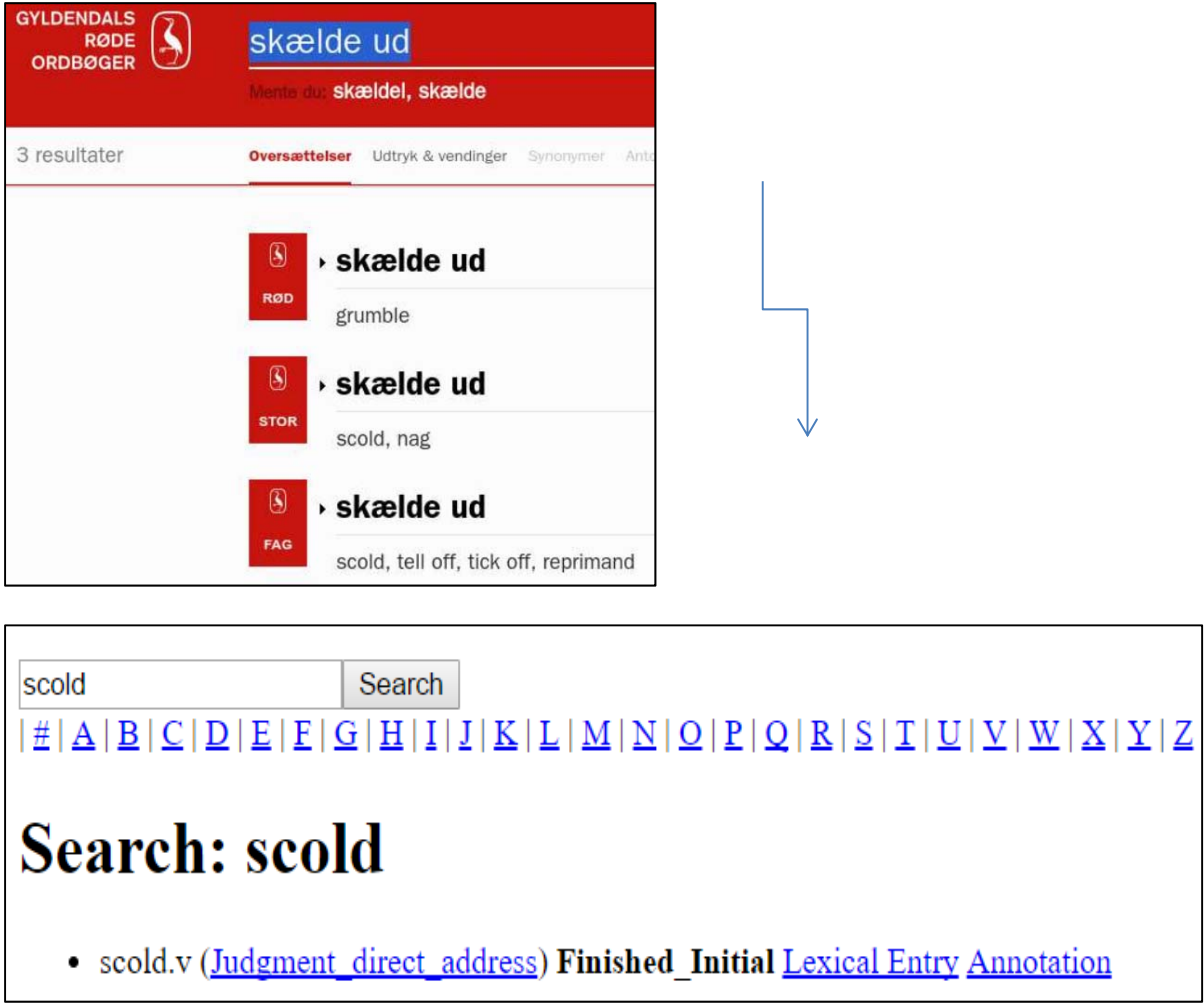 GYLDENDALS
RØDE
ORDBØGER
skælde ud
Mente du: skældel, skælde
3 resultater
Oversættelser Udtryk & vendinger Synonymer
RØD
skælde ud
grumble
STOR
skælde ud
scold, nag
FAG
skælde ud
scold, tell off, tick off, reprimand
scold Search
| # | A | B | C | D | E | F | G | H | I | J | K | L | M | N | O | P | Q | R | S | T | U | V | W | X | Y | Z
Search: scold
• scold.v (Judgment_direct_address) Finished_Initial Lexical Entry Annotation